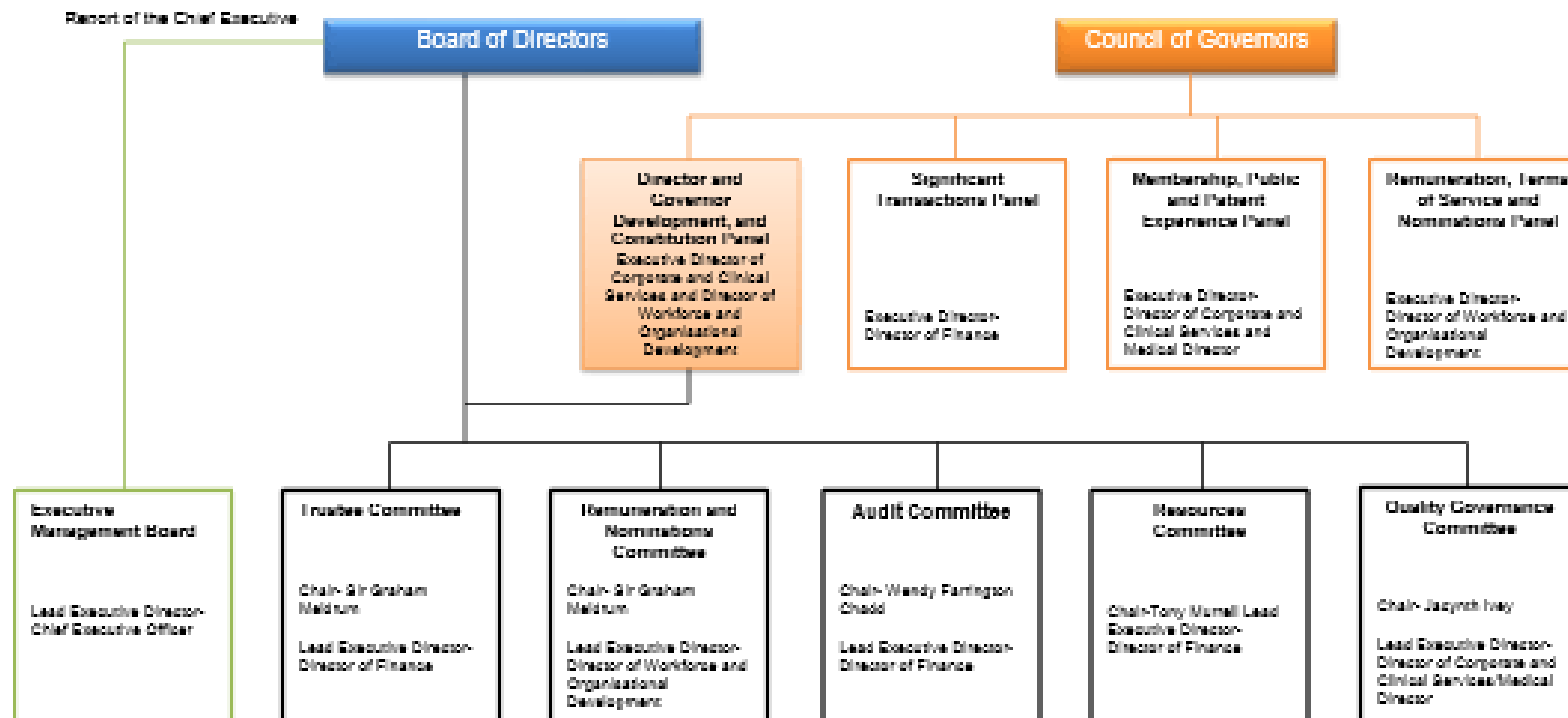 Report of the Chief Executive
Board of Directors
Council of Governors
Director and
Governor
Development, and
Constitution Panel
Executive Director of
Corporate and Clinical
Services and Director of
Workforce and
Organisational
Development
Significant
Transactions Panel
Executive Director-
Director of Finance
Membership, Public
and Patient
Experience Panel
Executive Director-
Director of Corporate and
Clinical Services and
Medical Director
Remuneration, Terms
of Service and
Nominations Panel
Executive Director-
Director of Workforce and
Organisational
Development
Executive
Management Board
Lead Executive Director-
Chief Executive Officer
Trustee Committee
Chair- Sir Graham
Meldrum
Lead Executive Director-
Director of Finance
Remuneration and
Nominations
Committee
Chair- Sir Graham
Meldrum
Lead Executive Director-
Director of Workforce and
Organisational
Development
Audit Committee
Chair- Wendy Farrington
Chadd
Lead Executive Director-
Director of Finance
Resources
Committee
Chair-Tony Murrell Lead
Executive Director-
Director of Finance
Quality Governance
Committee
Chair- Jacynth Ivey
Lead Executive Director-
Director of Corporate and
Clinical Services/Medical
Director